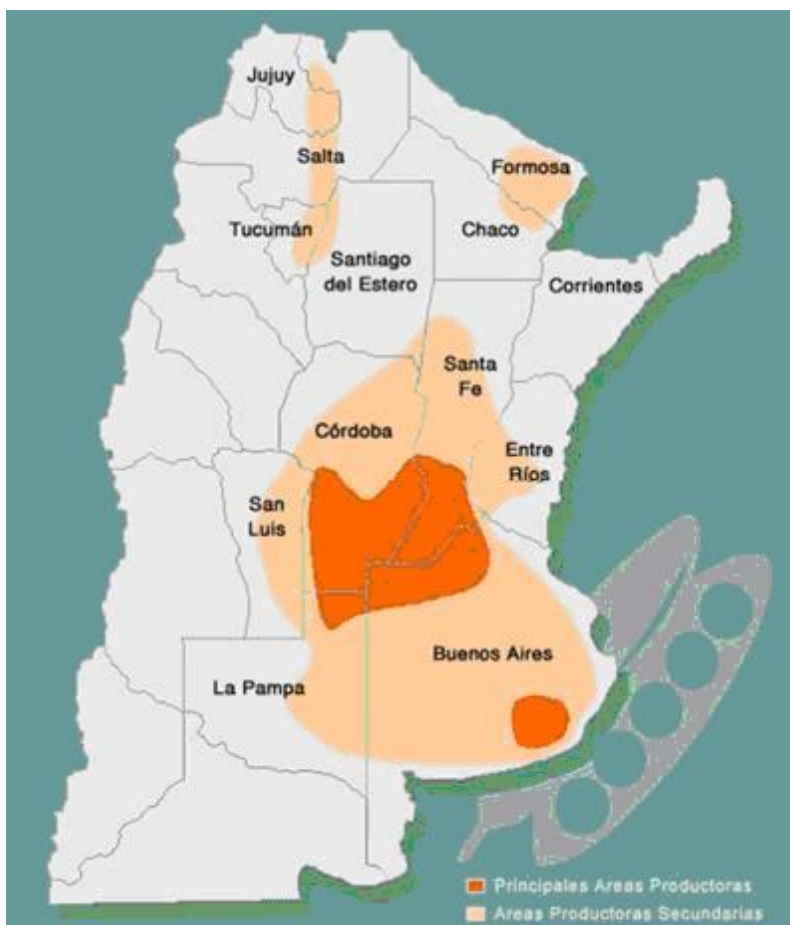 Jujuy
Salta
Formosa
Tucumán
Chaco
Santiago
del Estero
Corrientes
Santa
Fe
Córdoba
Entre
Ríos
San
Luis
Buenos Aires
La Pampa
Principales Areas Productoras
Areas Productoras Secundarias